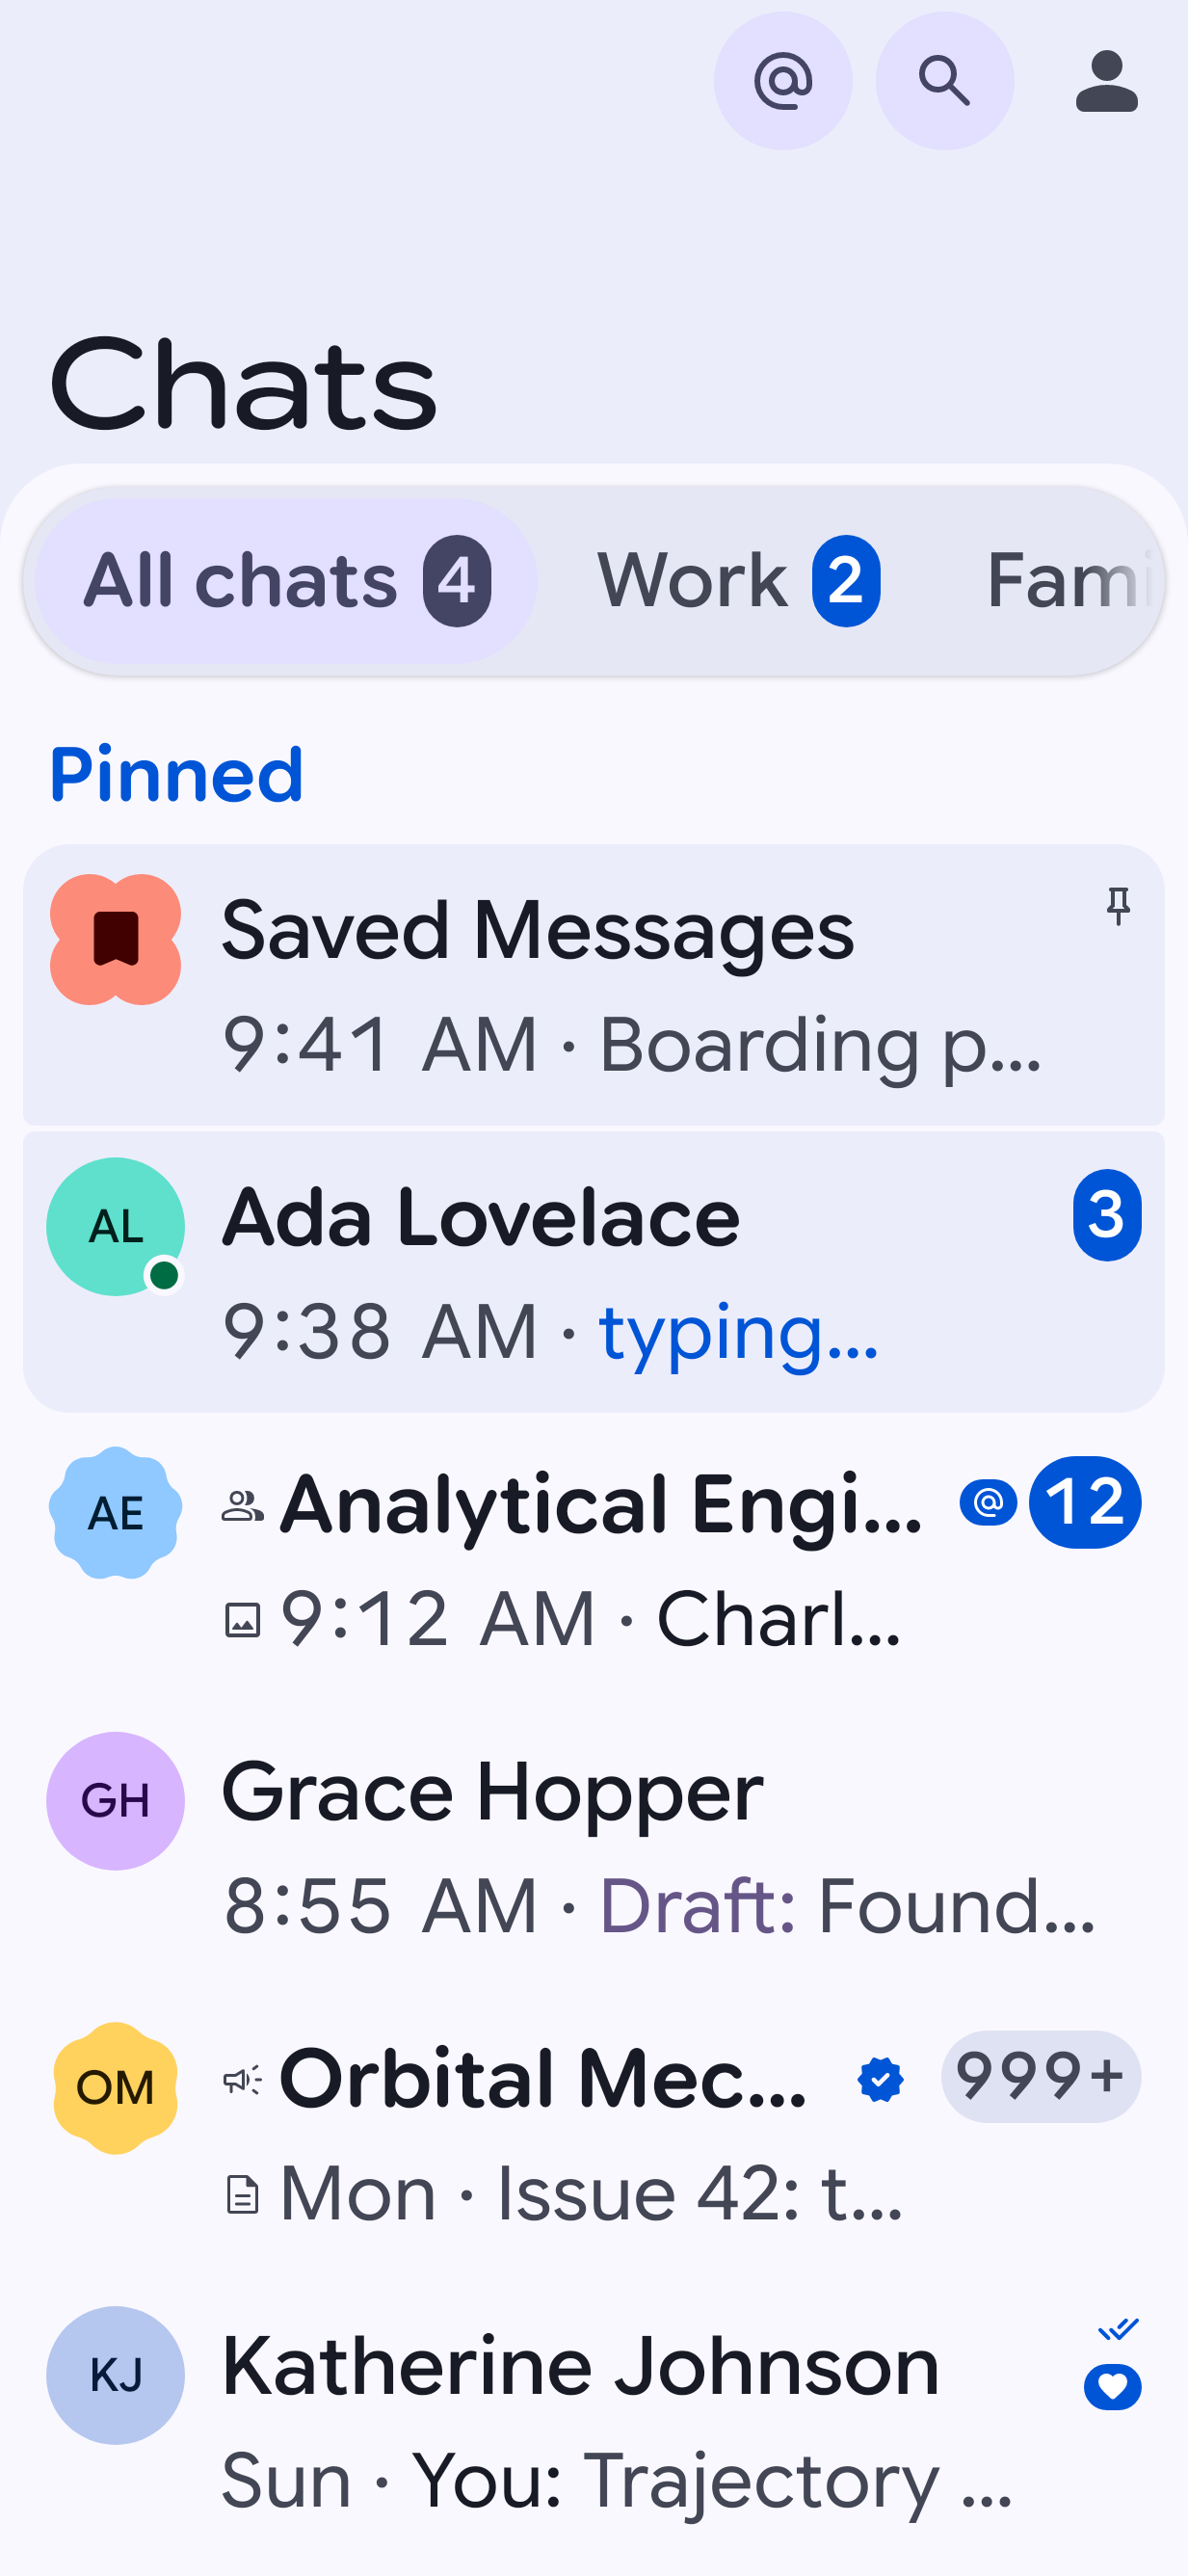 Chats
All chats 4 Work 2 Fami
Pinned
Saved Messages
9:41 AM · Boarding p...
AL Ada Lovelace 3
9:38 AM · typing...
AE Analytical Engi... 12
9:12 AM · Charl...
GH Grace Hopper
8:55 AM · Draft: Found...
OM Orbital Mec... 999+
Mon · Issue 42: t...
KJ Katherine Johnson
Sun · You: Trajectory ...